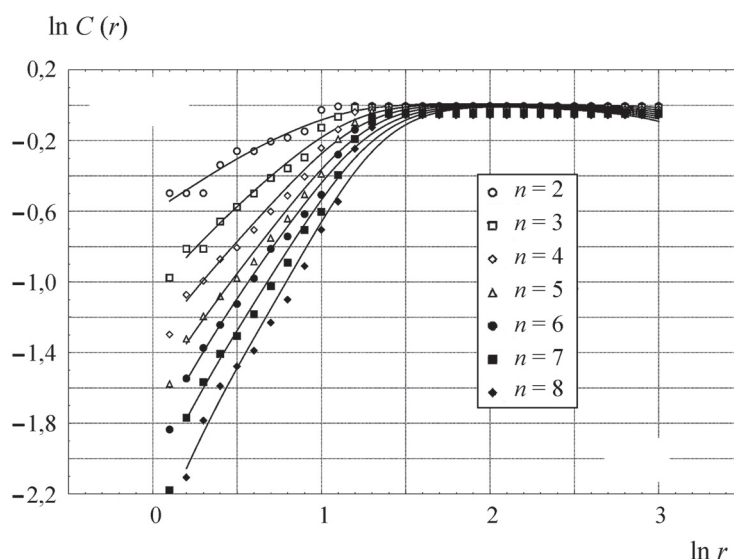 ln C (r)
0,2
−0,2
−0,6
−1,0
−1,4
−1,8
−2,2
n = 2
n = 3
n = 4
n = 5
n = 6
n = 7
n = 8
0 1 2 3
ln r